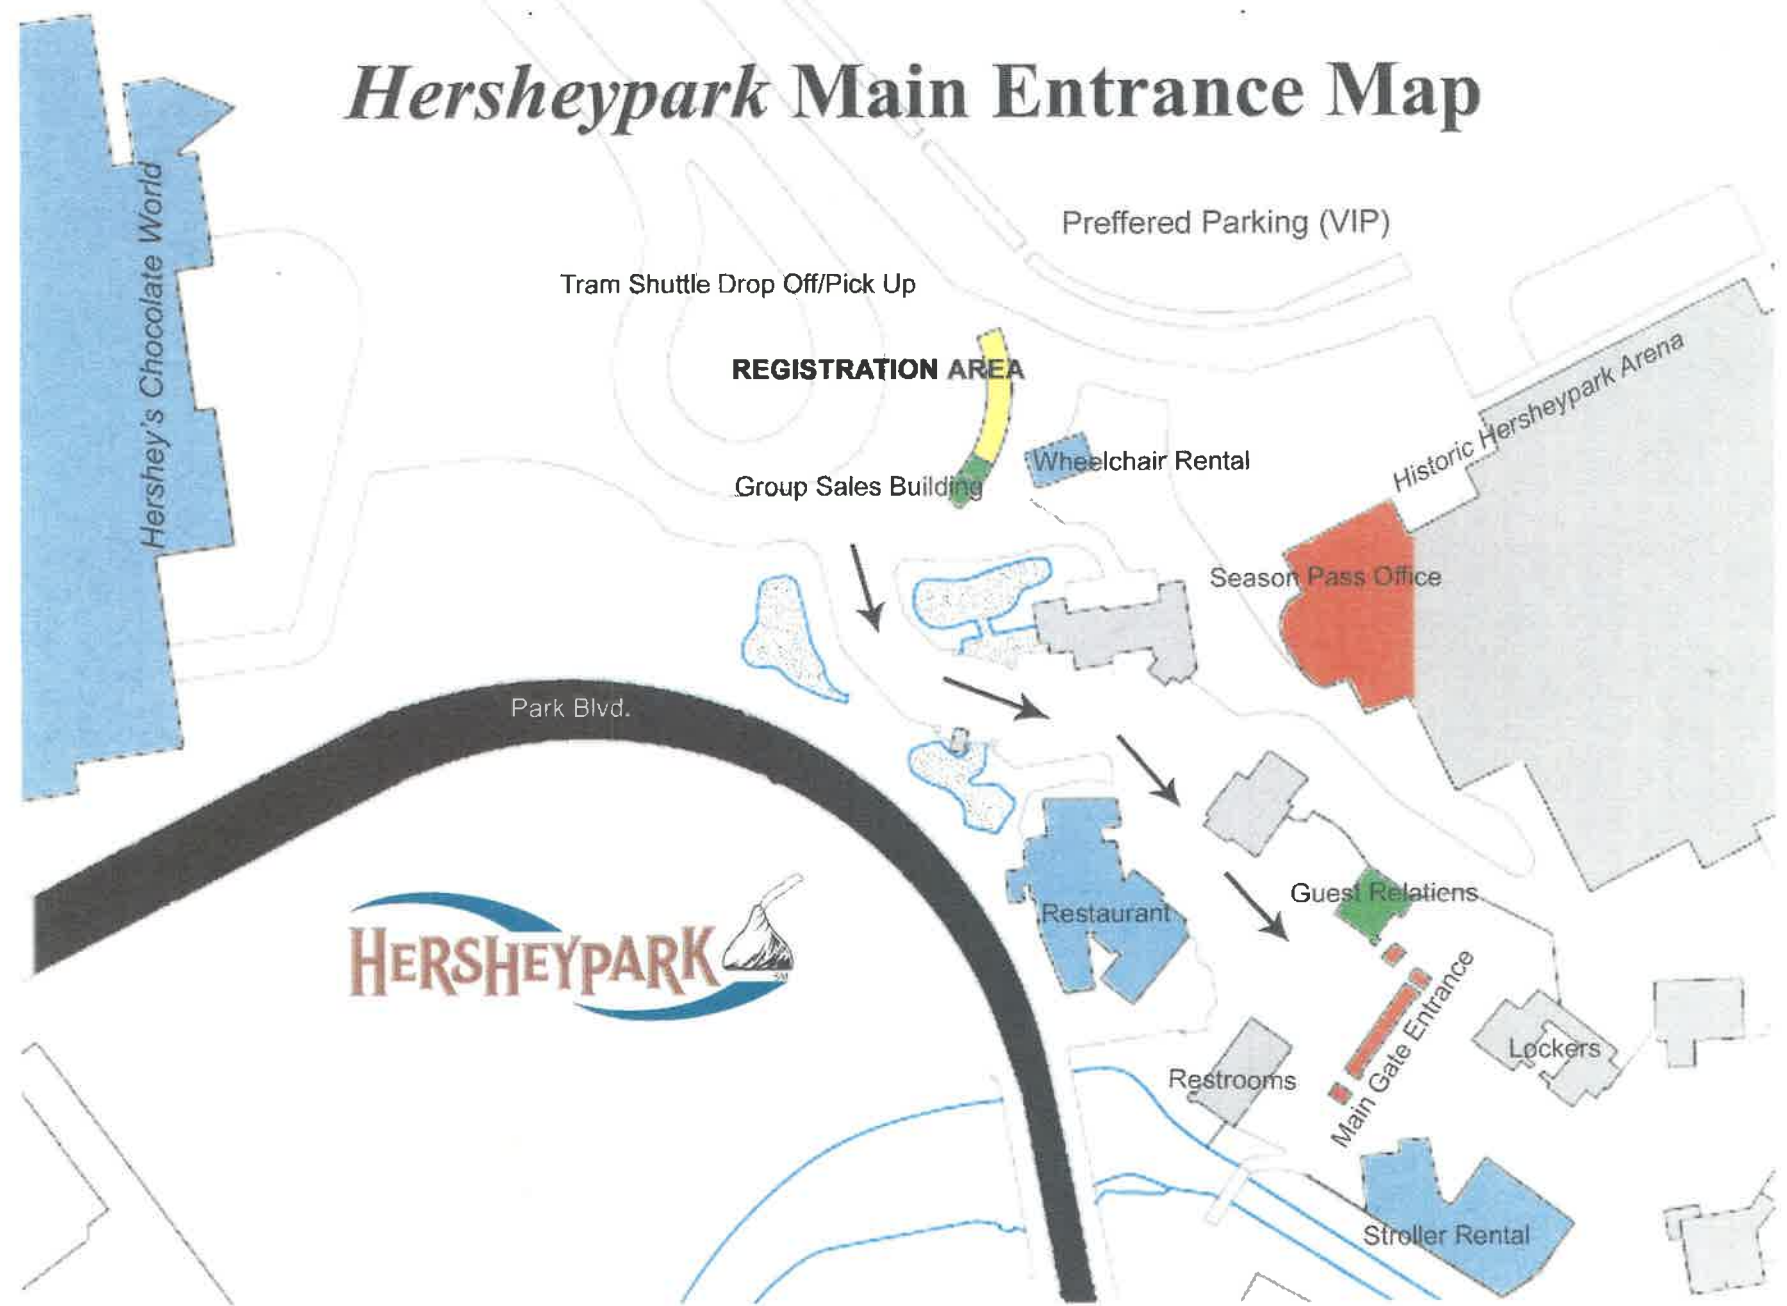 Hersheypark Main Entrance Map
Hershey's Chocolate World
Preffered Parking (VIP)
Tram Shuttle Drop Off/Pick Up
REGISTRATION AREA
Historic Hersheypark Arena
Wheelchair Rental
Group Sales Building
Season Pass Office
Park Blvd.
Guest Relations
Restaurant
HERSHEYPARK
SM
Main Gate Entrance
Lockers
Restrooms
Stroller Rental